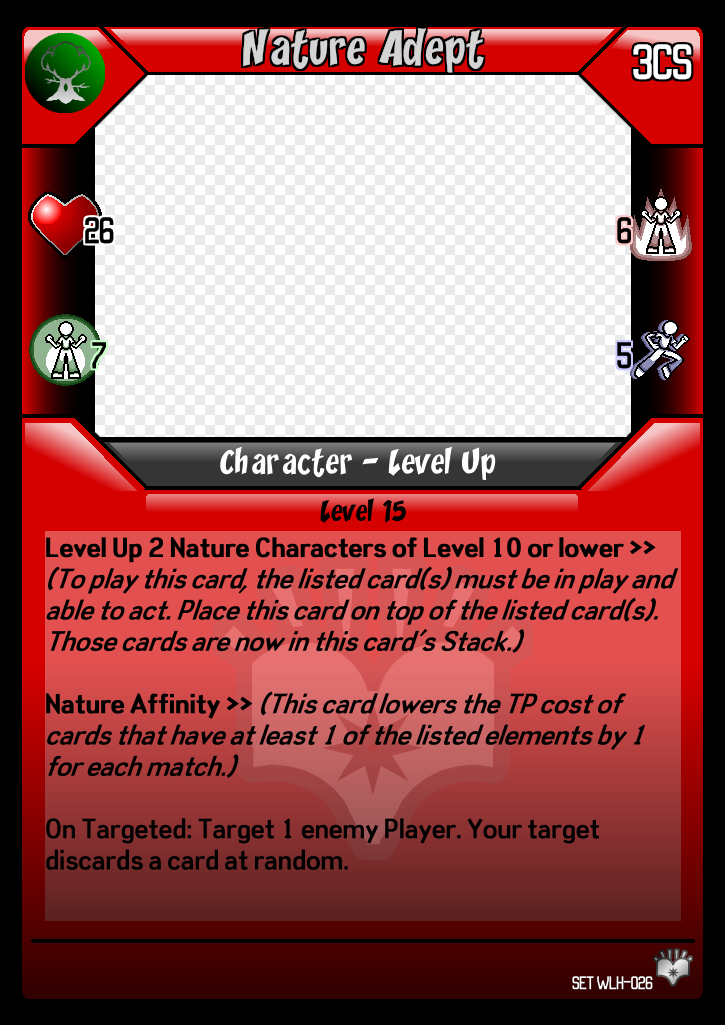 Nature Adept
3CS
26
6
7
5
Character - Level Up
Level 15
Level Up 2 Nature Characters of Level 10 or lower >>
(To play this card, the listed card(s) must be in play and
able to act. Place this card on top of the listed card(s).
Those cards are now in this card's Stack.)
Nature Affinity >> (This card lowers the TP cost of
cards that have at least 1 of the listed elements by 1
for each match.)
On Targeted: Target 1 enemy Player. Your target
discards a card at random.
SET WLH-026